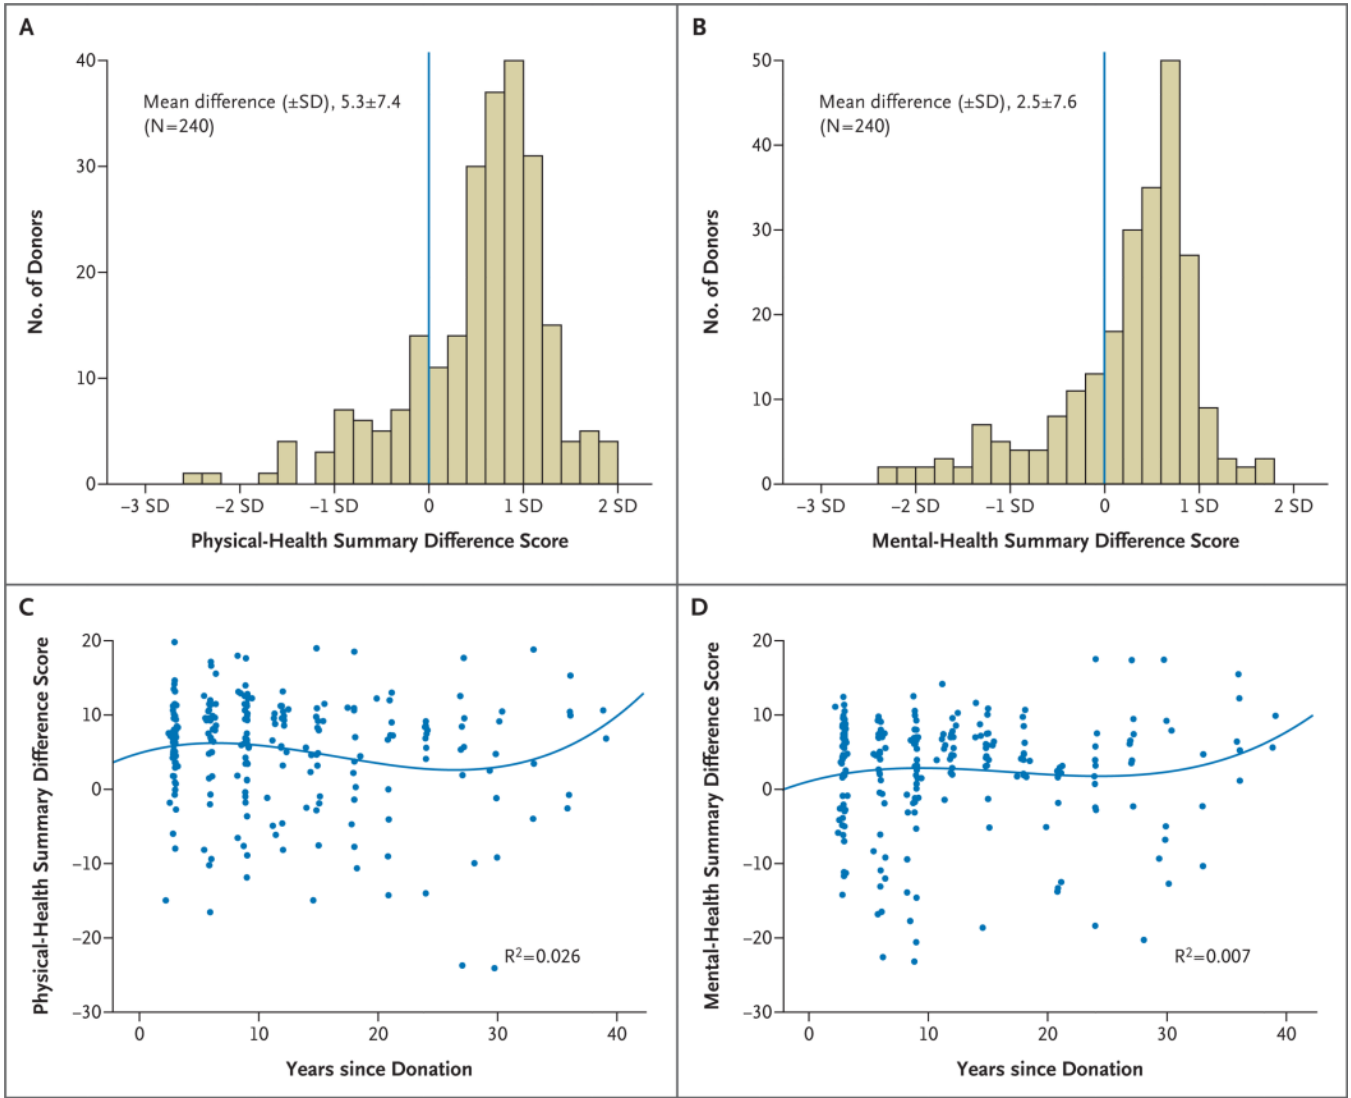 A
Mean difference (±SD), 5.3±7.4
(N=240)
No. of Donors
40
30
20
10
0
−3 SD −2 SD −1 SD 0 1 SD 2 SD
Physical-Health Summary Difference Score
B
Mean difference (±SD), 2.5±7.6
(N=240)
No. of Donors
50
40
30
20
10
0
−3 SD −2 SD −1 SD 0 1 SD 2 SD
Mental-Health Summary Difference Score
C
Physical-Health Summary Difference Score
20
10
0
−10
−20
−30
R²=0.026
0 10 20 30 40
Years since Donation
D
Mental-Health Summary Difference Score
20
10
0
−10
−20
−30
R²=0.007
0 10 20 30 40
Years since Donation